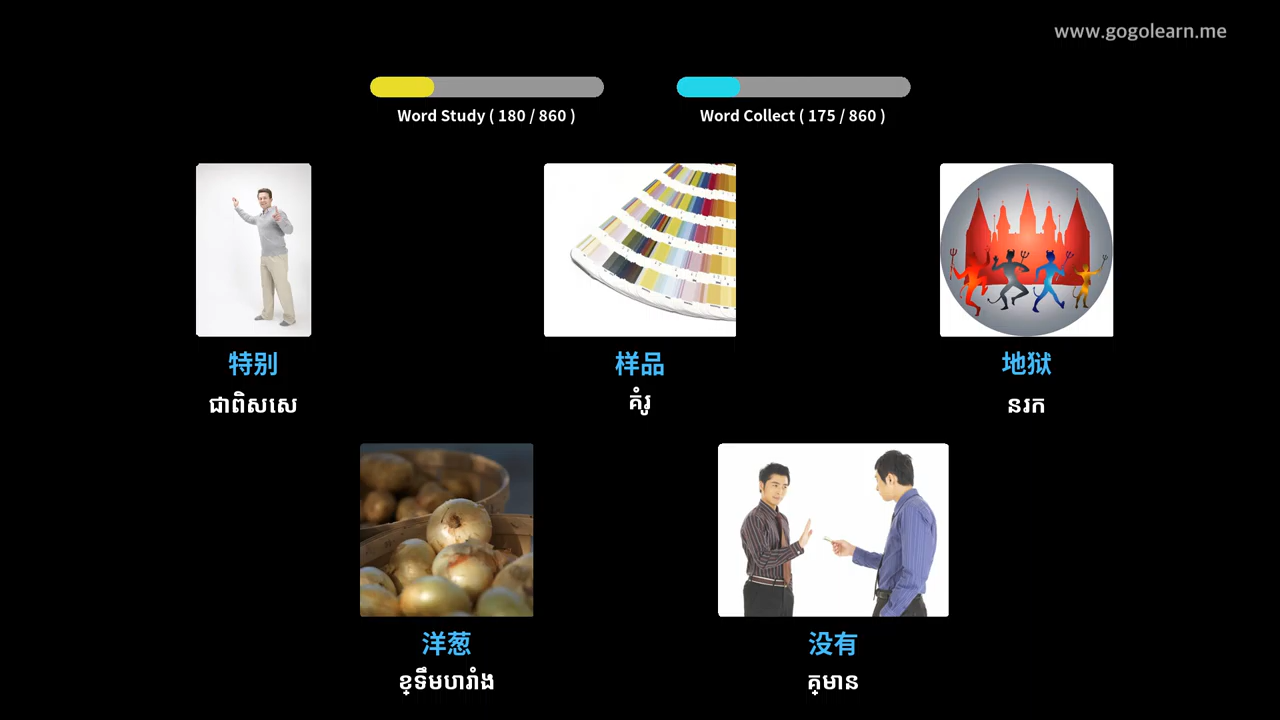 www.gogolearn.me
Word Study ( 180 / 860 )
Word Collect ( 175 / 860 )
特别
ជាពិសសេ
样品
គំរូ
地狱
នរក
洋葱
ខ្ទឹមបារាំង
没有
គ្មាន